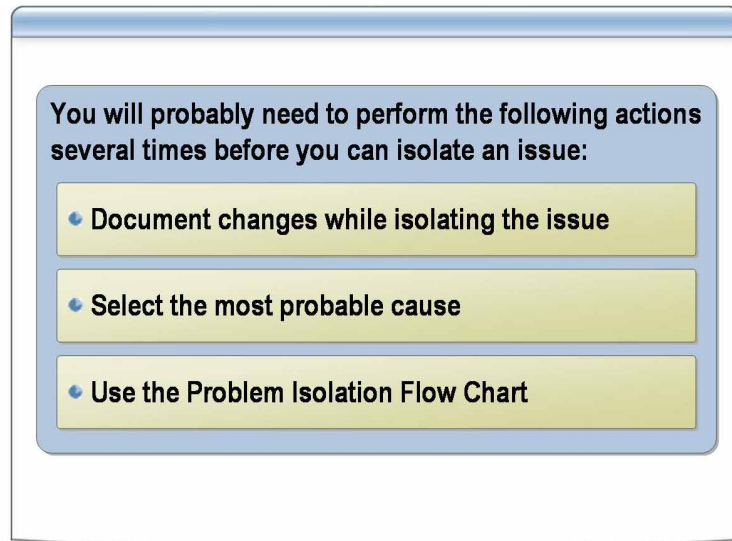 You will probably need to perform the following actions
several times before you can isolate an issue:
Document changes while isolating the issue
Select the most probable cause
Use the Problem Isolation Flow Chart